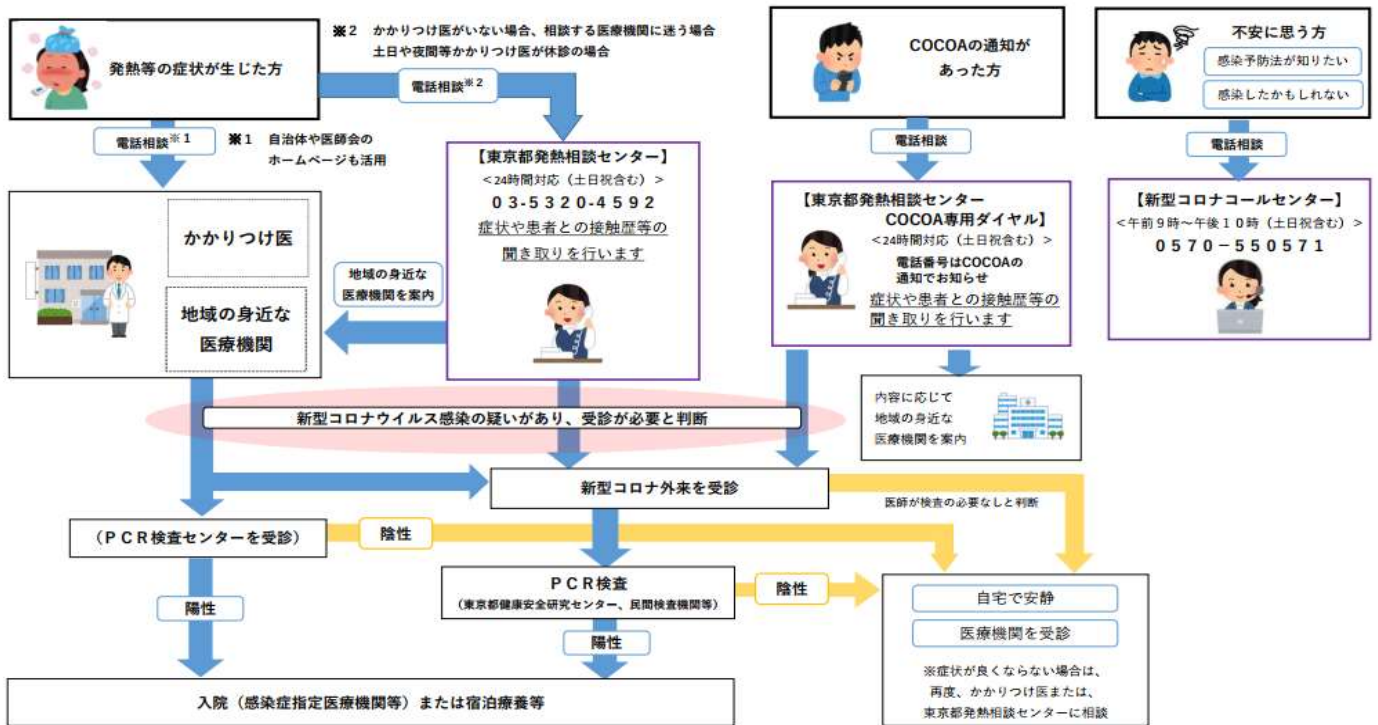 発熱等の症状が生じた方
※2 かかりつけ医がいない場合、相談する医療機関に迷う場合
土日や夜間等かかりつけ医が休診の場合
電話相談※2
電話相談※1
※1 自治体や医師会の
ホームページも活用
COCOAの通知が
あった方
電話相談
不安に思う方
感染予防法が知りたい
感染したかもしれない
電話相談
かかりつけ医
地域の身近な
医療機関
【東京都発熱相談センター】
<24時間対応(土日祝含む)>
03-5320-4592
症状や患者との接触歴等の
聞き取りを行います
地域の身近な
医療機関を案内
【東京都発熱相談センター
COCOA専用ダイヤル】
<24時間対応(土日祝含む)>
電話番号はCOCOAの
通知でお知らせ
症状や患者との接触歴等の
聞き取りを行います
【新型コロナコールセンター】
<午前9時~午後10時(土日祝含む)>
0570-550571
内容に応じて
地域の身近な
医療機関を案内
新型コロナウイルス感染の疑いがあり、受診が必要と判断
新型コロナ外来を受診
医師が検査の必要なしと判断
(PCR検査センターを受診)
陰性
PCR検査
(東京都健康安全研究センター、民間検査機関等)
陰性
陽性
陽性
自宅で安静
医療機関を受診
※症状が良くならない場合は、
再度、かかりつけ医または、
東京都発熱相談センターに相談
入院(感染症指定医療機関等)または宿泊療養等